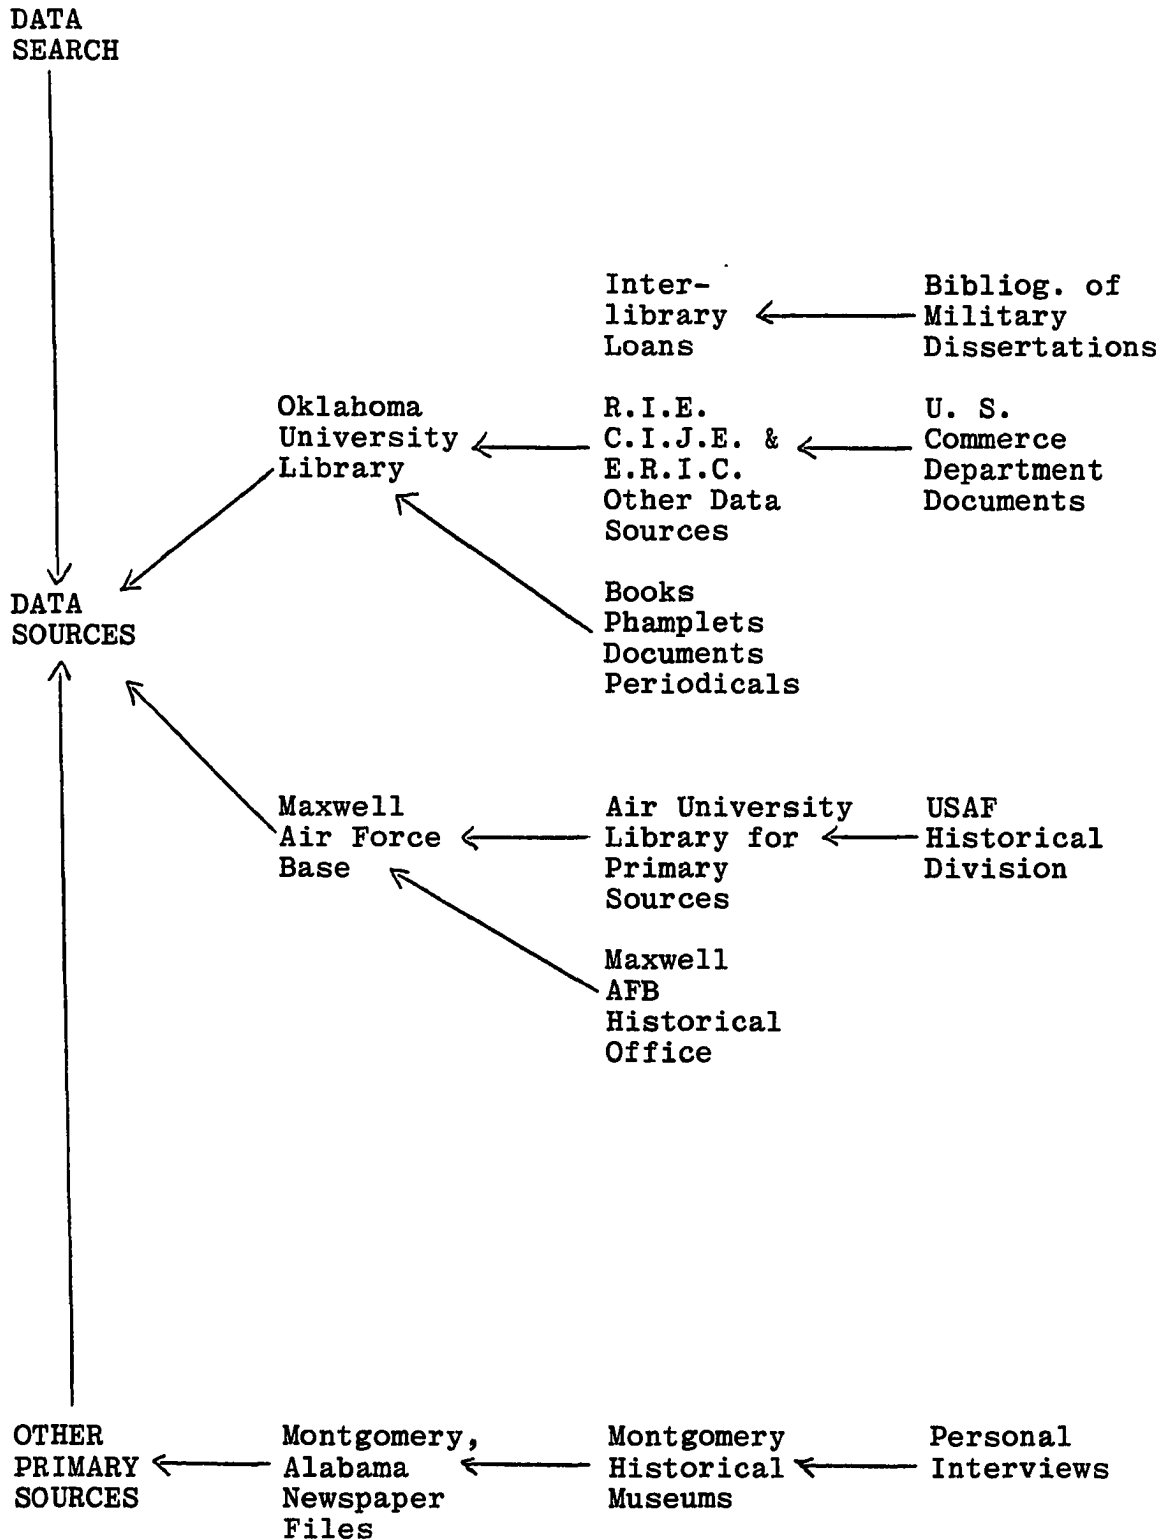 DATA
SEARCH
Inter-
library
Loans
Bibliog. of
Military
Dissertations
Oklahoma
University
Library
R.I.E.
C.I.J.E. &
E.R.I.C.
Other Data
Sources
U. S.
Commerce
Department
Documents
DATA
SOURCES
Books
Phamplets
Documents
Periodicals
Maxwell
Air Force
Base
Air University
Library for
Primary
Sources
USAF
Historical
Division
Maxwell
AFB
Historical
Office
OTHER
PRIMARY
SOURCES
Montgomery,
Alabama
Newspaper
Files
Montgomery
Historical
Museums
Personal
Interviews